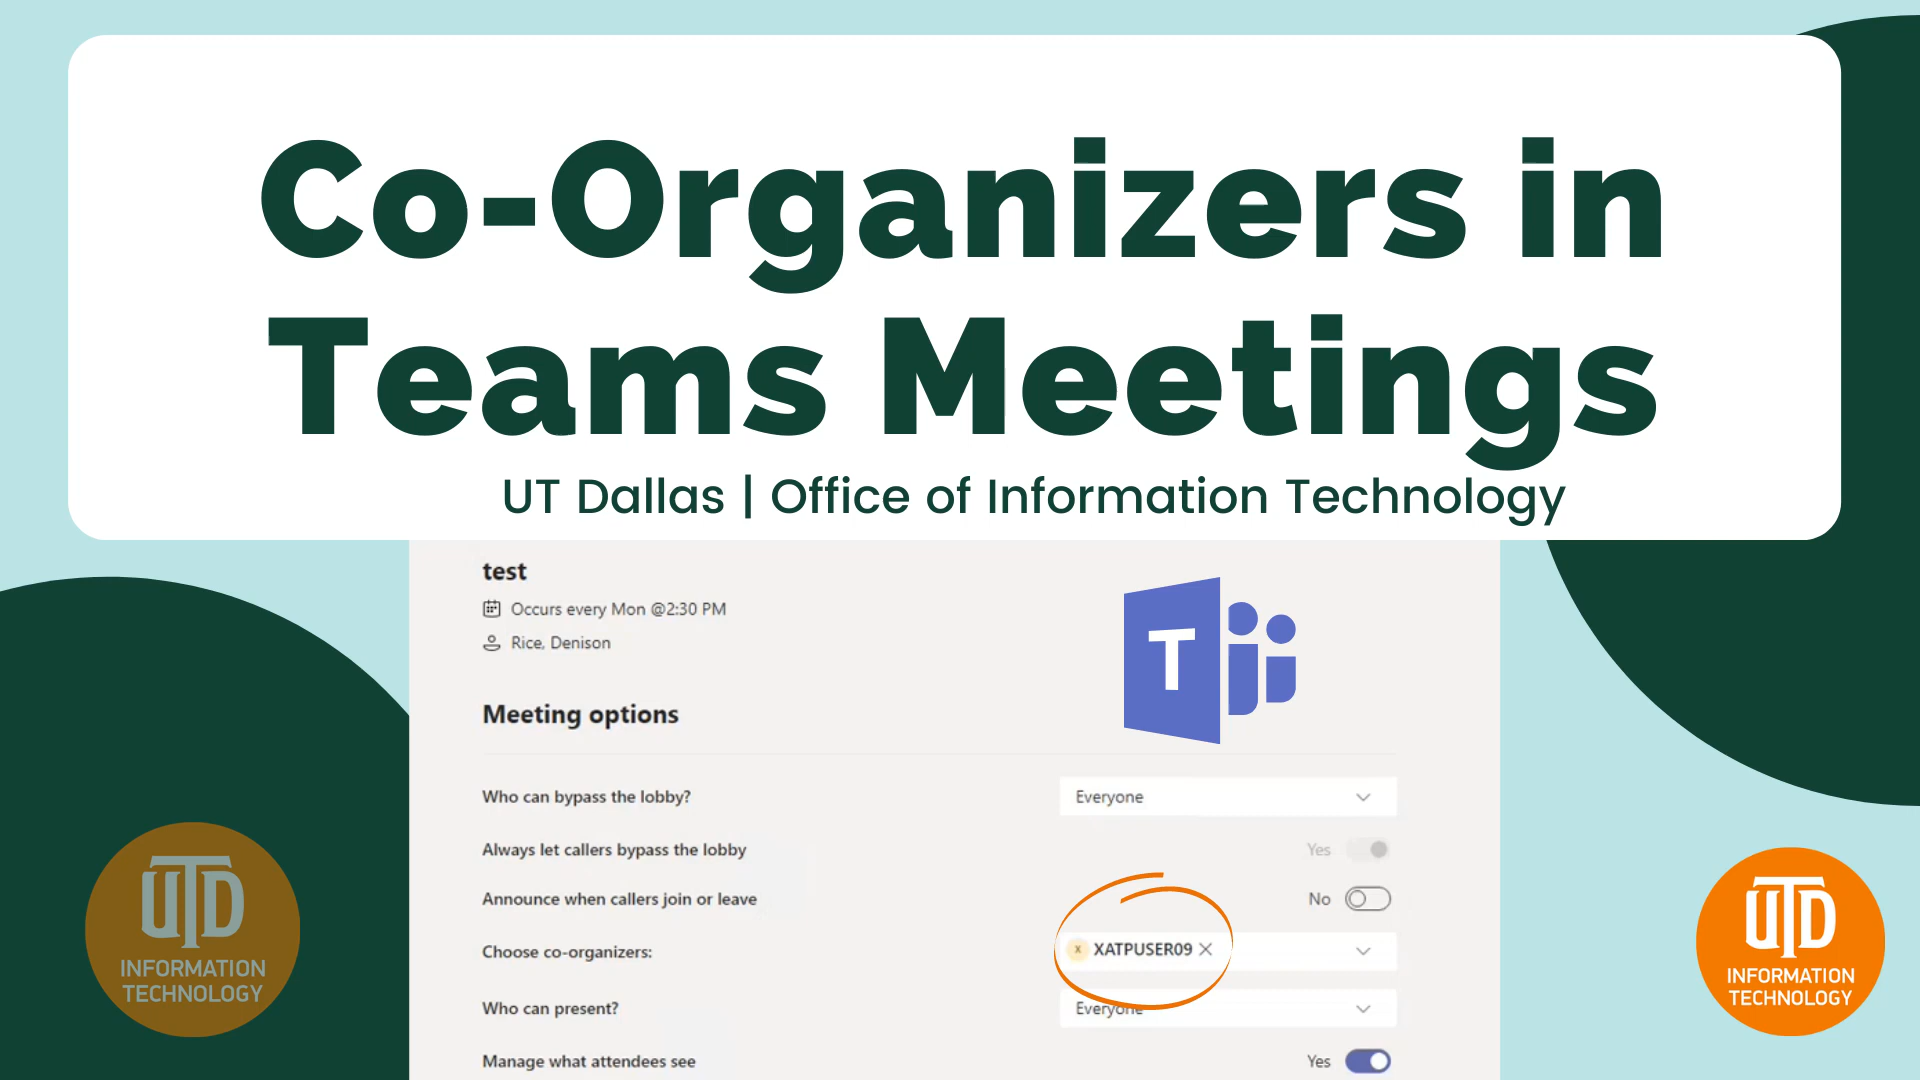 Co-Organizers in
Teams Meetings
UT Dallas | Office of Information Technology
test
Occurs every Mon @2:30 PM
Rice, Denison
T
Meeting options
Who can bypass the lobby? Everyone
Always let callers bypass the lobby Yes
Announce when callers join or leave No
Choose co-organizers: X XATPUSER09
Who can present? Everyone
Manage what attendees see Yes
UTD
INFORMATION
TECHNOLOGY
UTD
INFORMATION
TECHNOLOGY